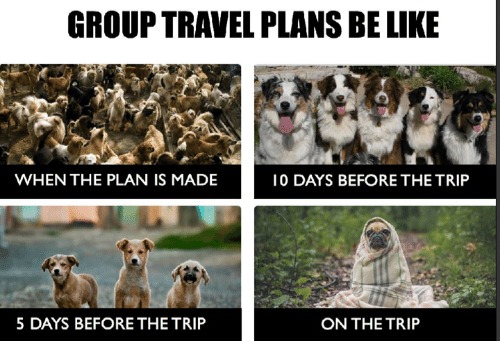 GROUP TRAVEL PLANS BE LIKE
WHEN THE PLAN IS MADE
10 DAYS BEFORE THE TRIP
5 DAYS BEFORE THE TRIP
ON THE TRIP